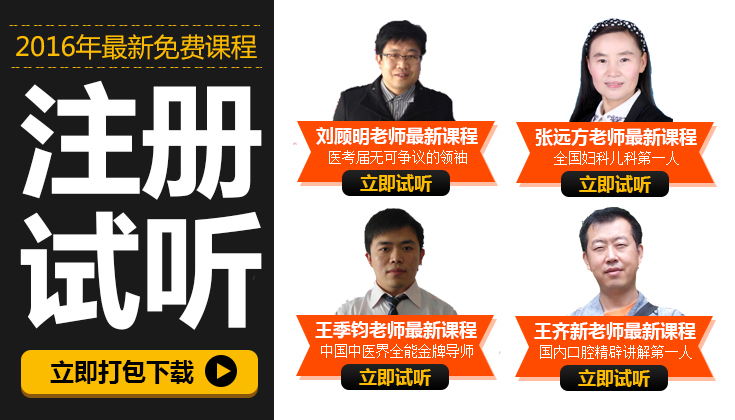 2016年最新免费课程
注册
试听
立即打包下载
刘顾明老师最新课程
医考届无可争议的领袖
立即试听
张远方老师最新课程
全国妇科儿科第一人
立即试听
王季钧老师最新课程
中国中医界全能金牌导师
立即试听
王齐新老师最新课程
国内口腔精辟讲解第一人
立即试听